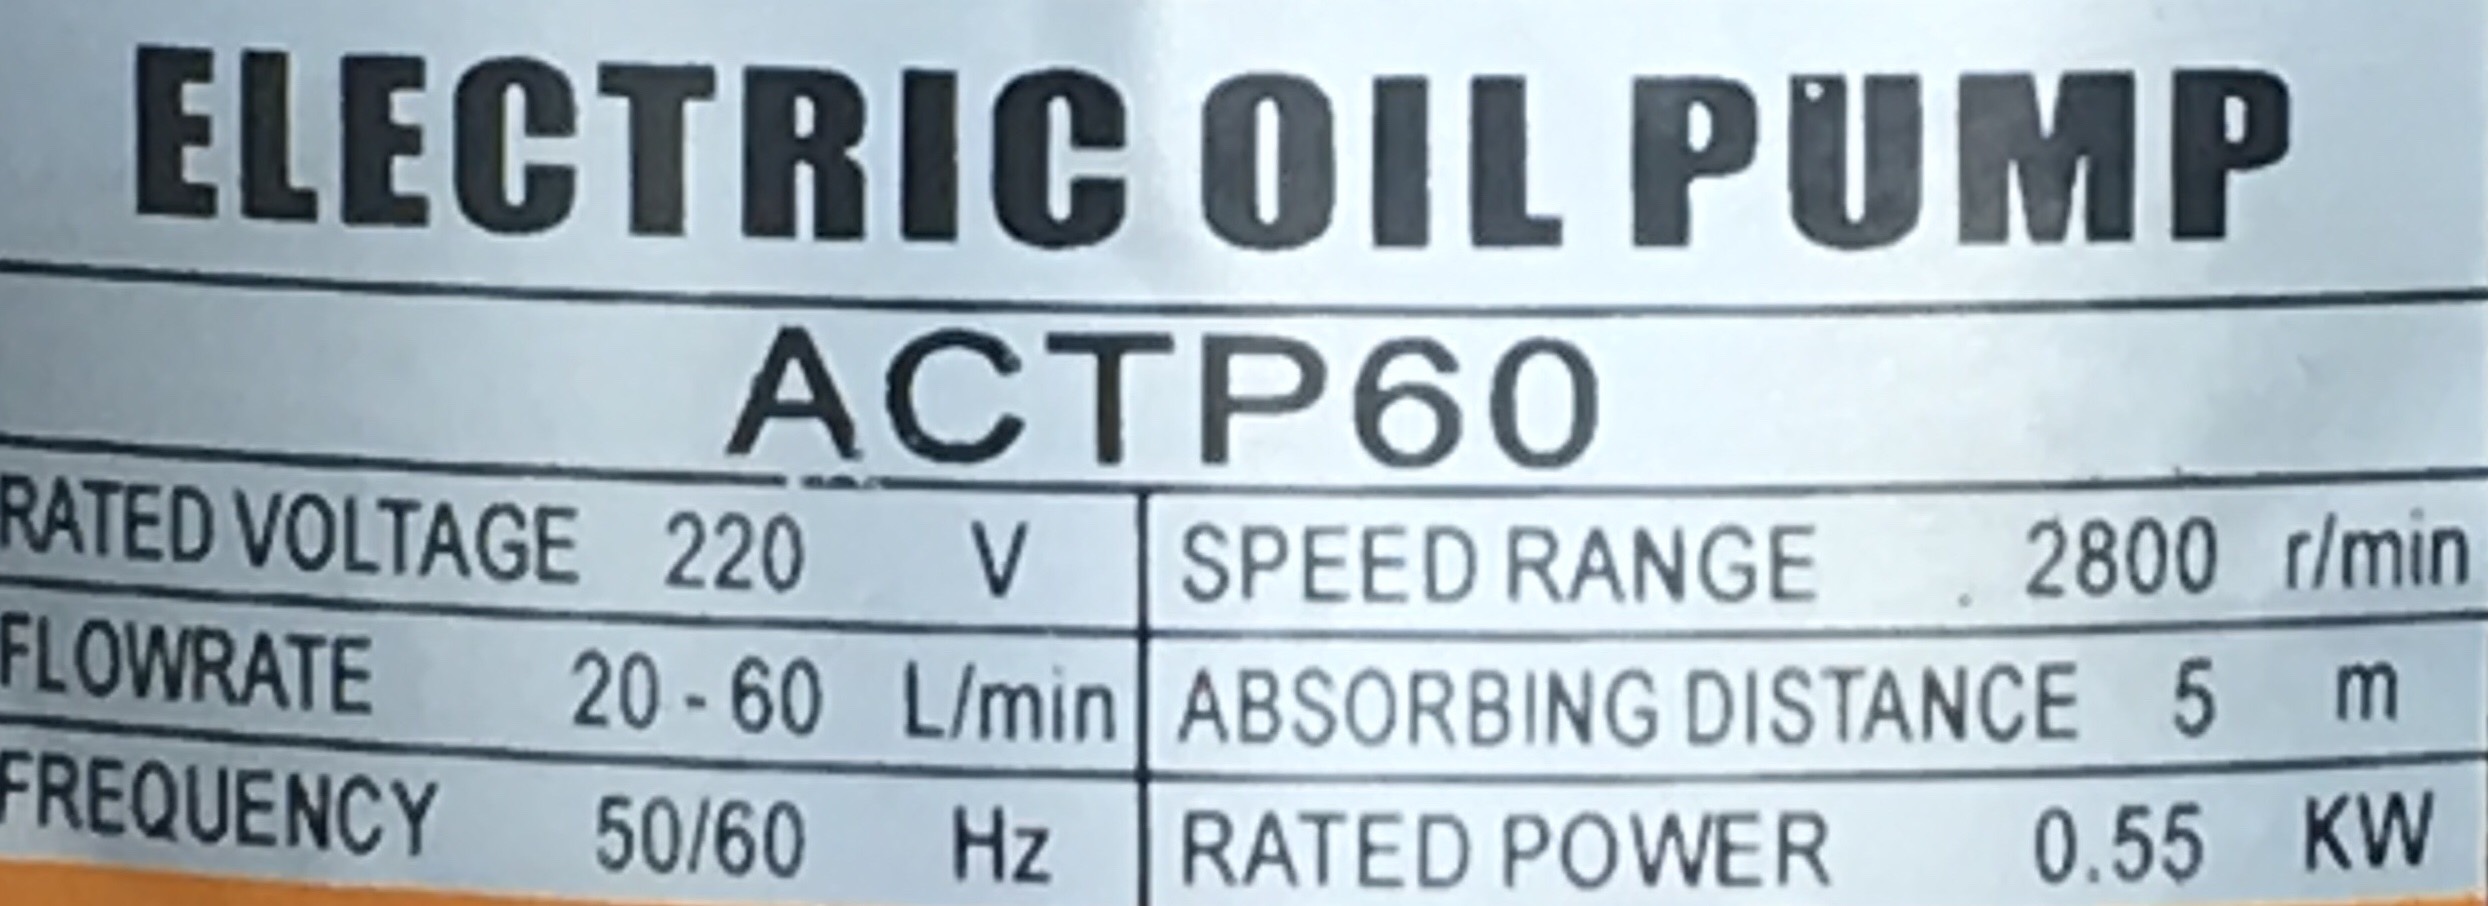 ELECTRIC OIL PUMP
ACTP60
RATED VOLTAGE 220 V SPEED RANGE 2800 r/min
FLOWRATE 20 - 60 L/min ABSORBING DISTANCE 5 m
FREQUENCY 50/60 Hz RATED POWER 0.55 KW